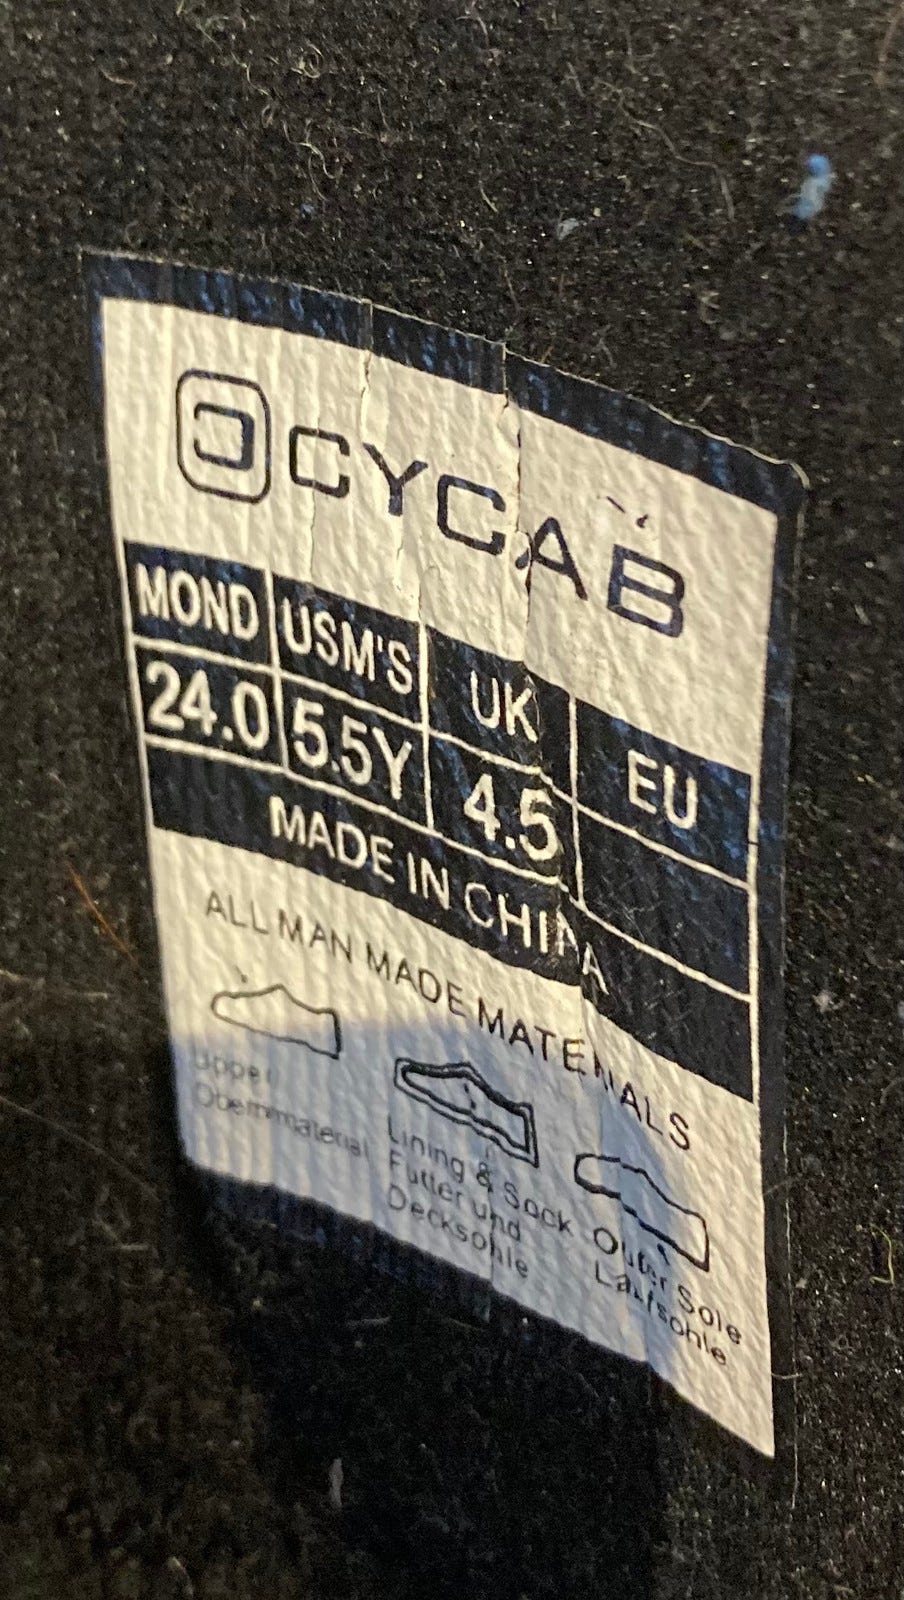 CYCAB
MOND USM'S UK EU
24.0 5.5Y 4.5
MADE IN CHINA
ALL MAN MADE MATERIALS
Upper
Obermaterial
Lining & Sock
Futter und
Decksohle
Outer Sole
Laufsohle